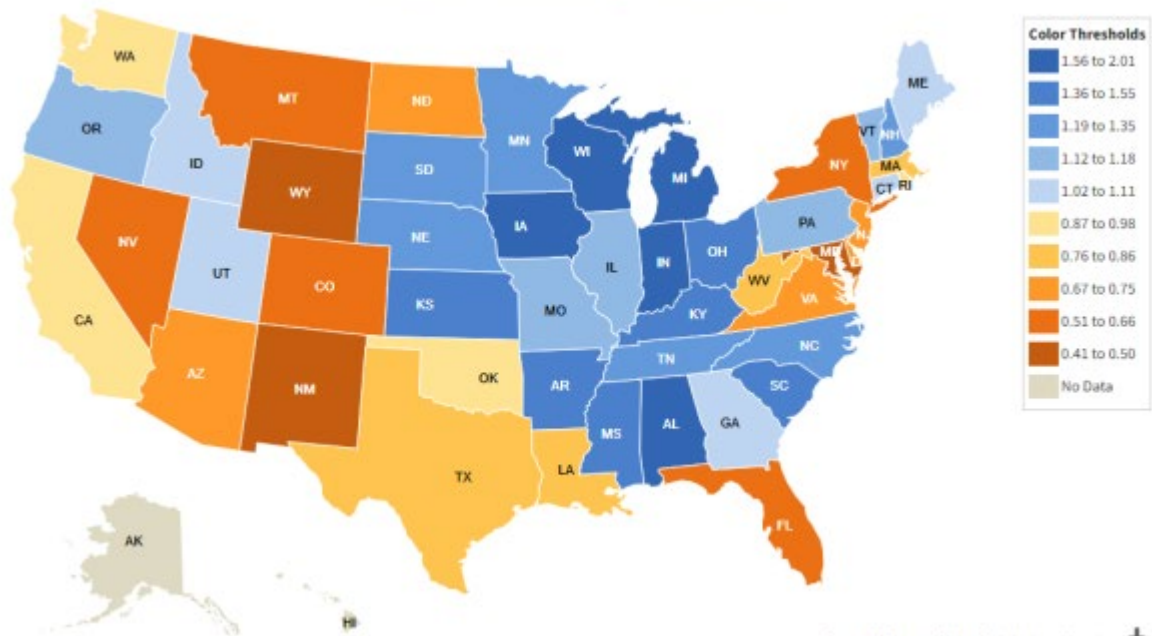 WA
MT
ND
MN
ME
OR
ID
SD
WI
VT
NH
WY
MI
NY
MA
CT
RI
NV
UT
NE
IA
PA
CO
IL
IN
OH
CA
KS
MO
WV
KY
VA
AZ
NM
OK
AR
TN
NC
SC
MS
AL
GA
TX
LA
FL
AK
HI
Color Thresholds
1.56 to 2.01
1.36 to 1.55
1.19 to 1.35
1.12 to 1.18
1.02 to 1.11
0.87 to 0.98
0.76 to 0.86
0.67 to 0.75
0.51 to 0.66
0.41 to 0.50
No Data